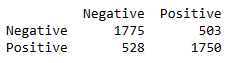 Negative Positive
Negative 1775 503
Positive 528 1750